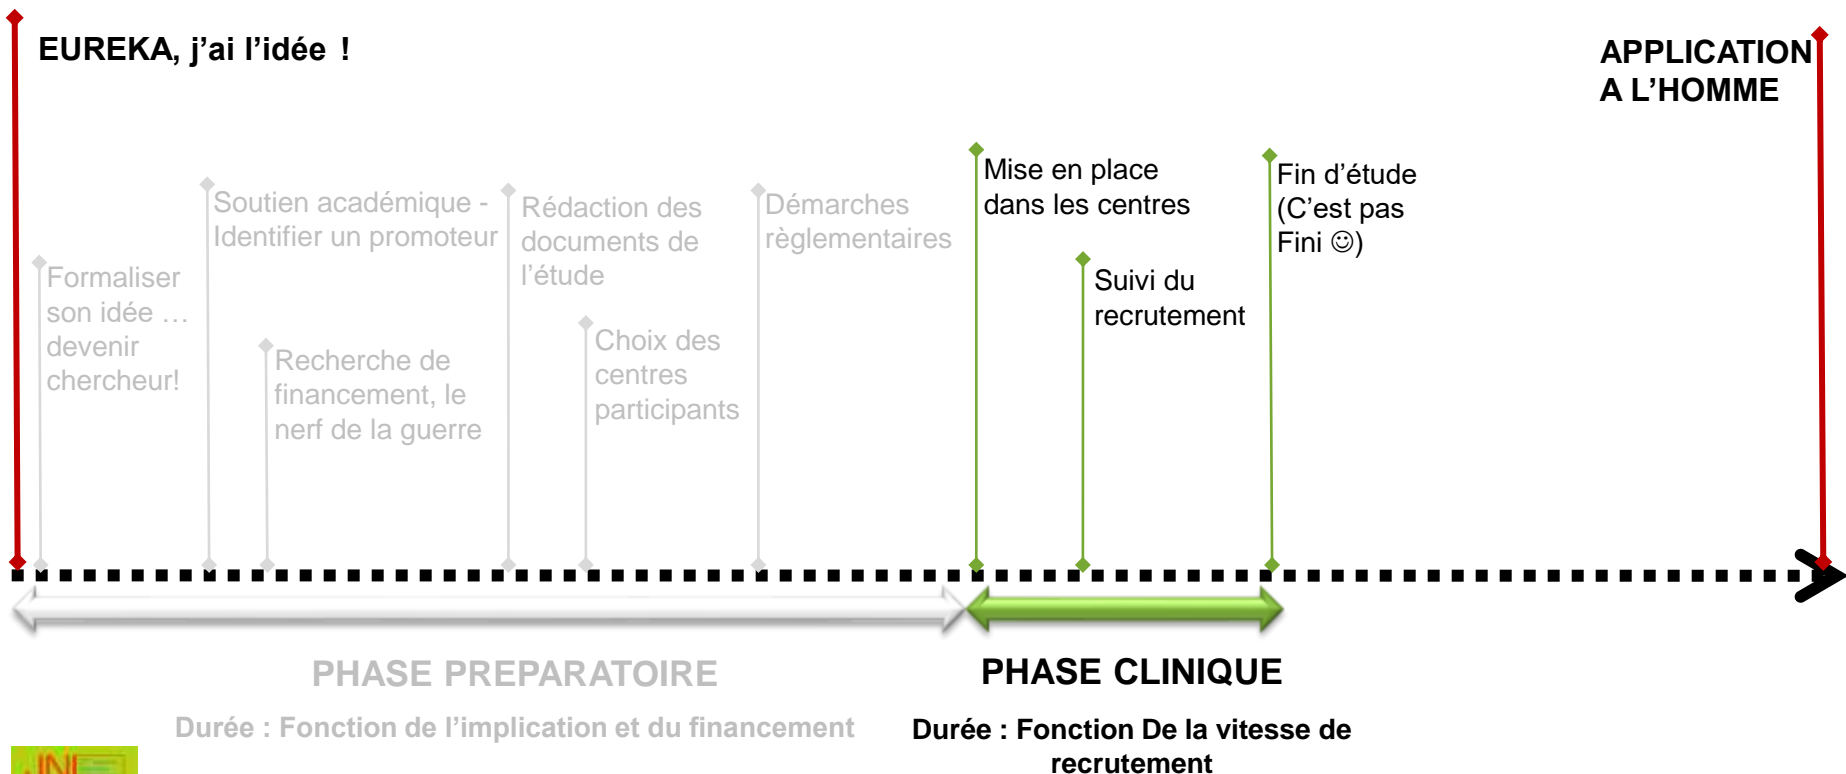 EUREKA, j’ai l’idée !
APPLICATION
A L’HOMME
Formaliser
son idée …
devenir
chercheur!
Soutien académique -
Identifier un promoteur
Recherche de
financement, le
nerf de la guerre
Rédaction des
documents de
l’étude
Choix des
centres
participants
Démarches
règlementaires
Mise en place
dans les centres
Suivi du
recrutement
Fin d’étude
(C’est pas
Fini ☺)
PHASE PREPARATOIRE
Durée : Fonction de l’implication et du financement
PHASE CLINIQUE
Durée : Fonction De la vitesse de
recrutement
JNI